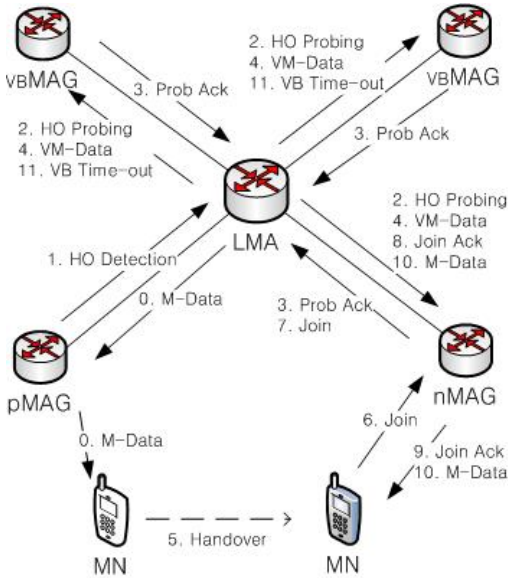 VBMAG
3. Prob Ack
2. HO Probing
4. VM-Data
11. VB Time-out
2. HO Probing
4. VM-Data
11. VB Time-out
VBMAG
3. Prob Ack
LMA
2. HO Probing
4. VM-Data
8. Join Ack
10. M-Data
1. HO Detection
0. M-Data
3. Prob Ack
7. Join
pMAG
nMAG
0. M-Data
6. Join
9. Join Ack
10. M-Data
5. Handover
MN
MN